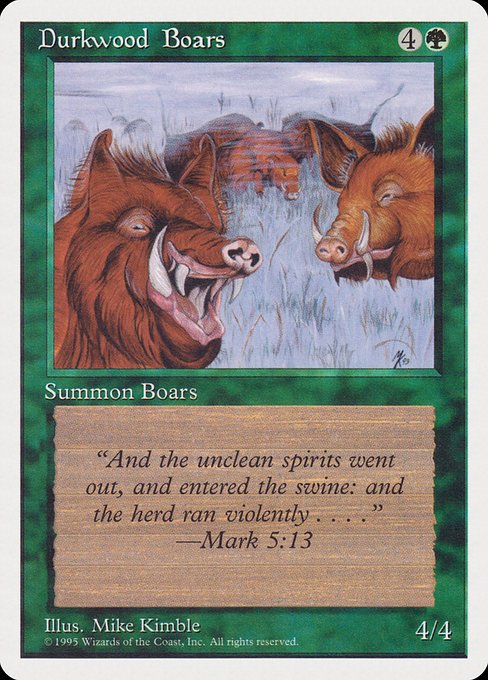 Durkwood Boars 4
Summon Boars
“And the unclean spirits went
out, and entered the swine: and
the herd ran violently . . . .”
—Mark 5:13
Illus. Mike Kimble
© 1995 Wizards of the Coast, Inc. All rights reserved.
4/4